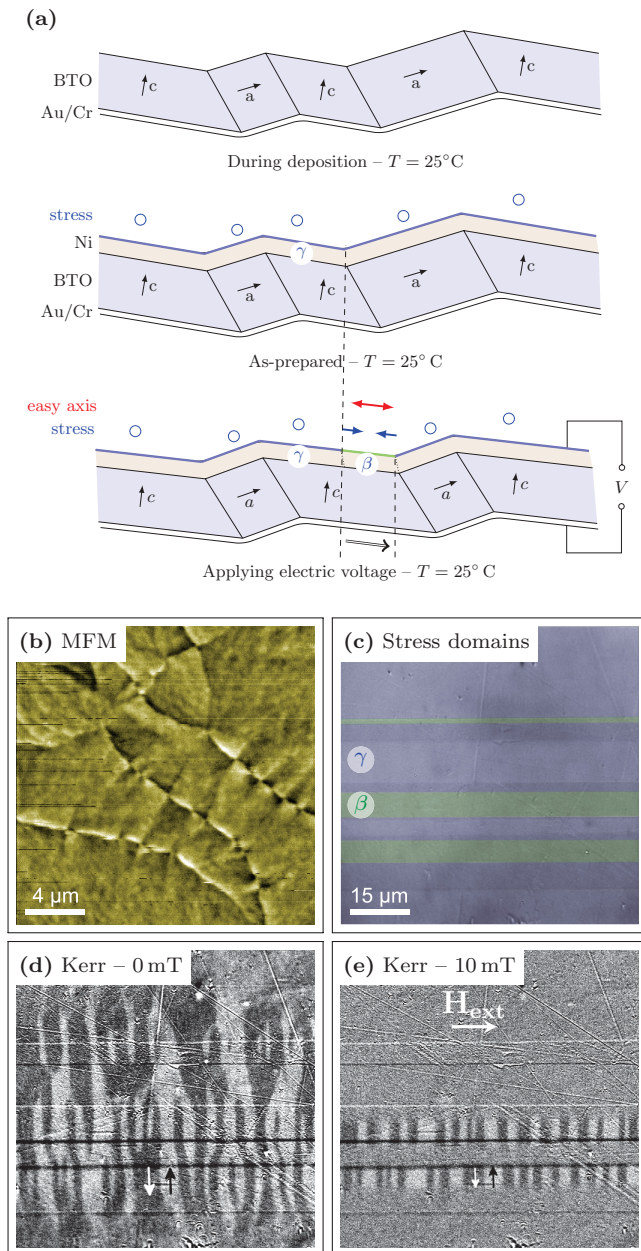 (a)
BTO
Au/Cr
c
a
c
a
c
During deposition – T = 25°C
stress
Ni
γ
BTO
Au/Cr
c
a
c
a
c
As-prepared – T = 25° C
easy axis
stress
γ
β
c
a
c
a
c
V
Applying electric voltage – T = 25° C
(b) MFM
4 µm
(c) Stress domains
γ
β
15 µm
(d) Kerr – 0 mT
(e) Kerr – 10 mT
H_ext